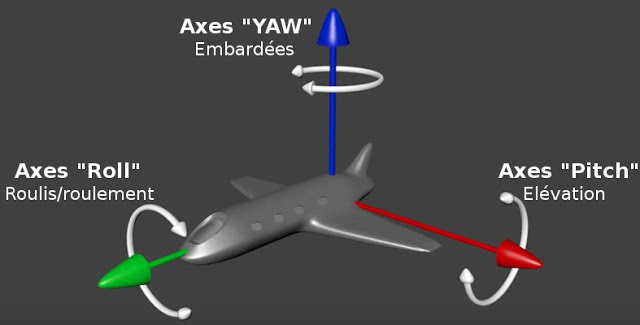 Axes "YAW"
Embardées
Axes "Roll"
Roulis/roulement
Axes "Pitch"
Elévation